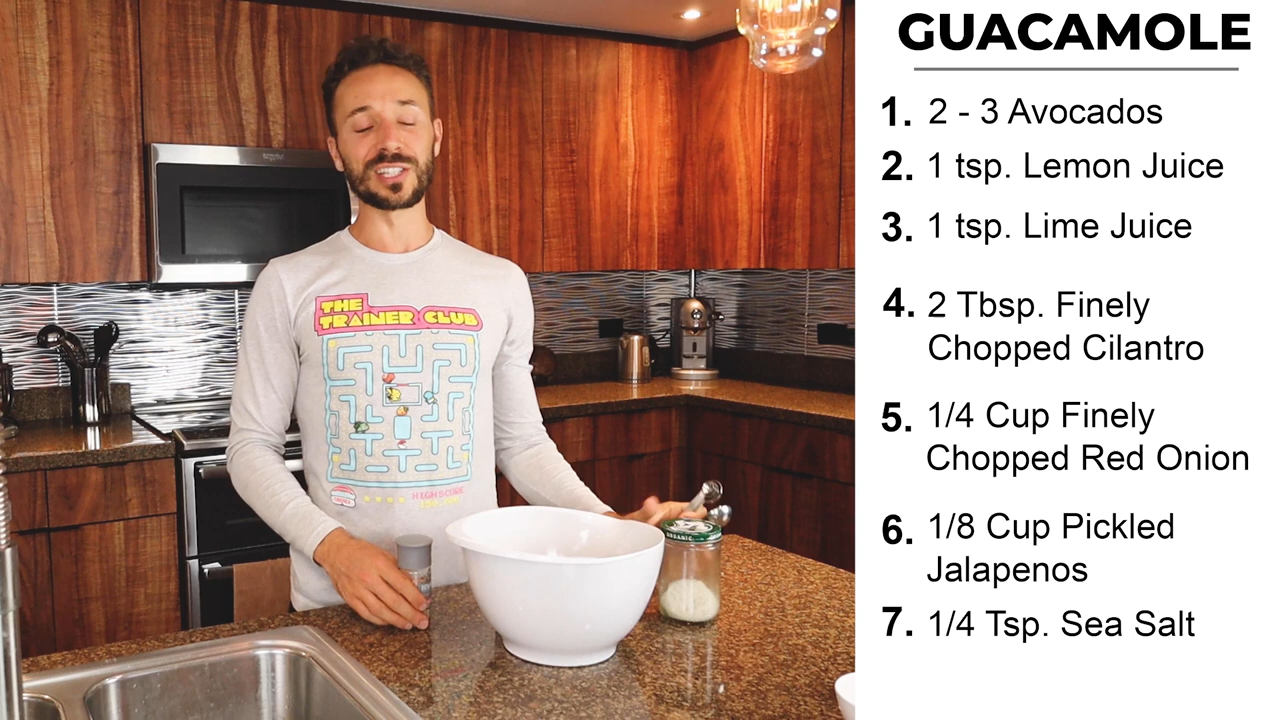 GUACAMOLE
1. 2 - 3 Avocados
2. 1 tsp. Lemon Juice
3. 1 tsp. Lime Juice
4. 2 Tbsp. Finely
Chopped Cilantro
5. 1/4 Cup Finely
Chopped Red Onion
6. 1/8 Cup Pickled
Jalapenos
7. 1/4 Tsp. Sea Salt
THE
TRAINER CLUB
HIGHSCORE
ORGANIC